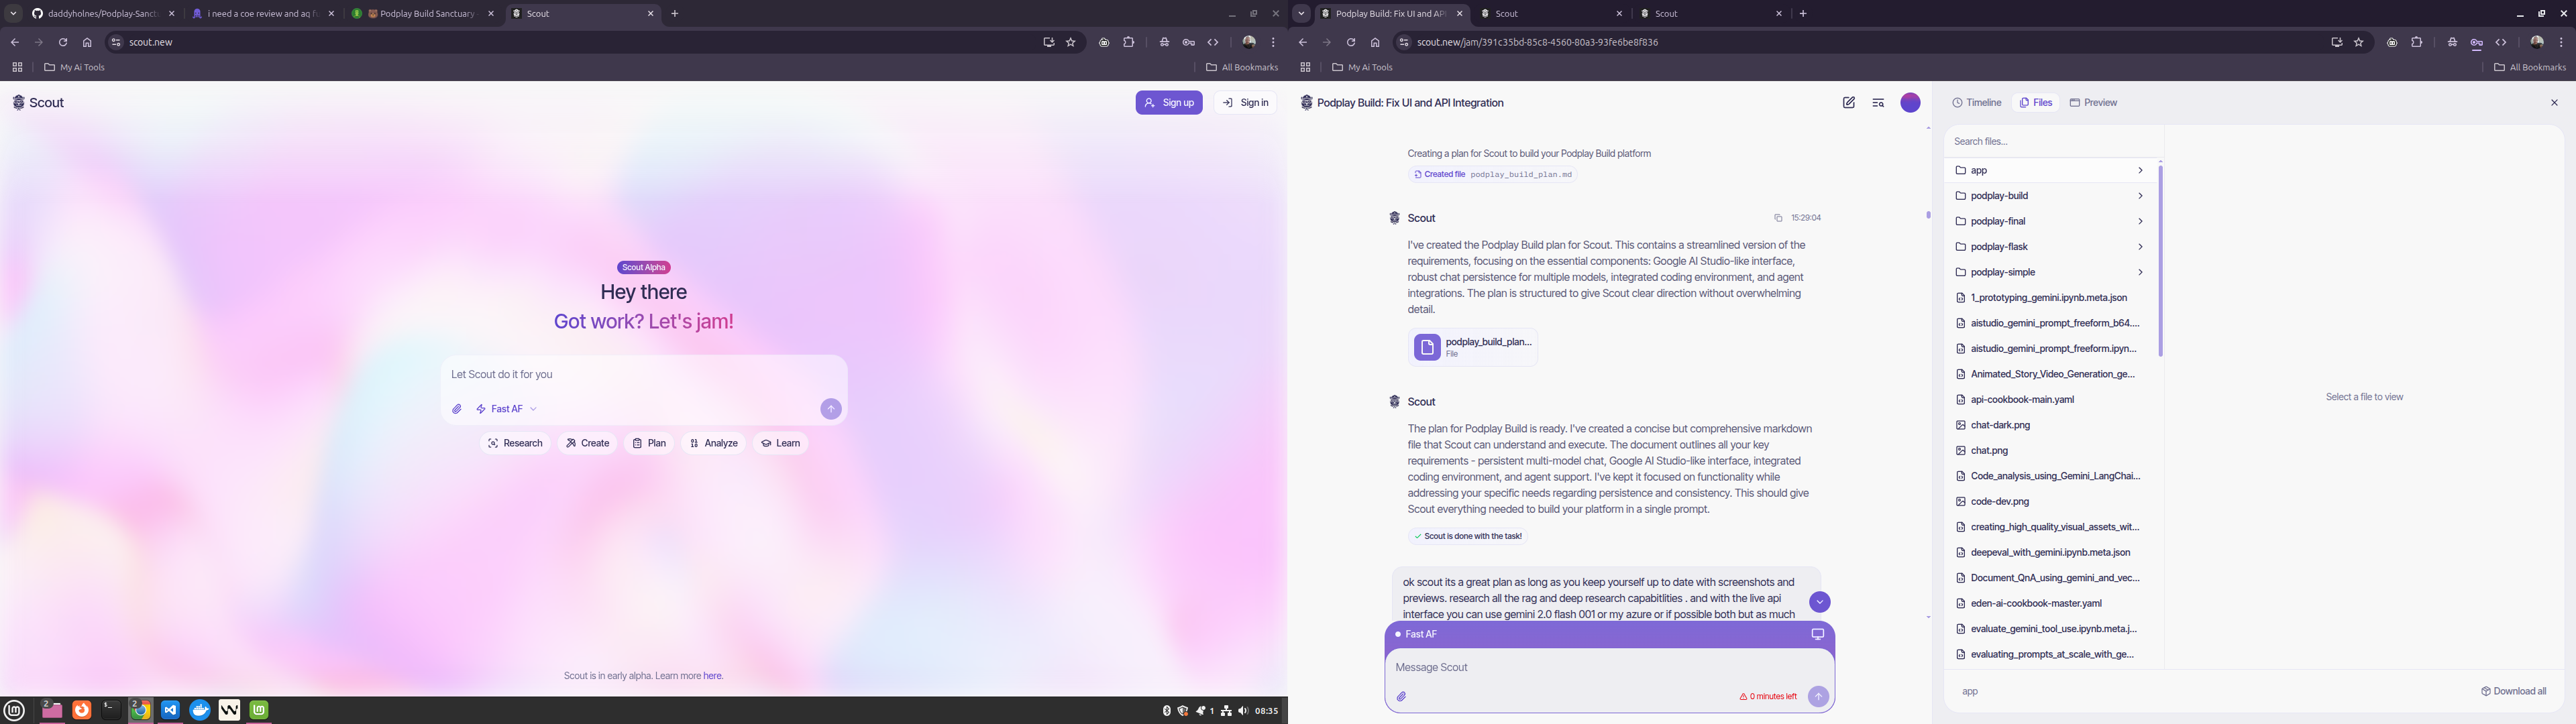 daddyholnes/Podplay-Sanct
i need a coe review and aq fu
Podplay Build Sanctuary
Scout
scout.new
My Ai Tools
All Bookmarks
Scout
Sign up
Sign in
Scout Alpha
Hey there
Got work? Let's jam!
Let Scout do it for you
Fast AF
Research
Create
Plan
Analyze
Learn
Scout is in early alpha. Learn more here.
2
2
1
08:35
Podplay Build: Fix UI and API
Scout
Scout
scout.new/jam/391c35bd-85c8-4560-80a3-93fe6be8f836
My Ai Tools
All Bookmarks
Podplay Build: Fix UI and API Integration
Creating a plan for Scout to build your Podplay Build platform
Created file podplay_build_plan.md
Scout
15:29:04
I've created the Podplay Build plan for Scout. This contains a streamlined version of the
requirements, focusing on the essential components: Google AI Studio-like interface,
robust chat persistence for multiple models, integrated coding environment, and agent
integrations. The plan is structured to give Scout clear direction without overwhelming
detail.
podplay_build_plan...
File
Scout
The plan for Podplay Build is ready. I've created a concise but comprehensive markdown
file that Scout can understand and execute. The document outlines all your key
requirements - persistent multi-model chat, Google AI Studio-like interface, integrated
coding environment, and agent support. I've kept it focused on functionality while
addressing your specific needs regarding persistence and consistency. This should give
Scout everything needed to build your platform in a single prompt.
Scout is done with the task!
ok scout its a great plan as long as you keep yourself up to date with screenshots and
previews. research all the rag and deep research capabitlities . and with the live api
interface you can use gemini 2.0 flash 001 or my azure or if possible both but as much
Fast AF
Message Scout
0 minutes left
Timeline
Files
Preview
Search files...
app
podplay-build
podplay-final
podplay-flask
podplay-simple
1_prototyping_gemini.ipynb.meta.json
aistudio_gemini_prompt_freeform_b64....
aistudio_gemini_prompt_freeform.ipyn...
Animated_Story_Video_Generation_ge...
api-cookbook-main.yaml
chat-dark.png
chat.png
Code_analysis_using_Gemini_LangChai...
code-dev.png
creating_high_quality_visual_assets_wit...
deepeval_with_gemini.ipynb.meta.json
Document_QnA_using_gemini_and_vec...
eden-ai-cookbook-master.yaml
evaluate_gemini_tool_use.ipynb.meta.j...
evaluating_prompts_at_scale_with_ge...
Select a file to view
app
Download all